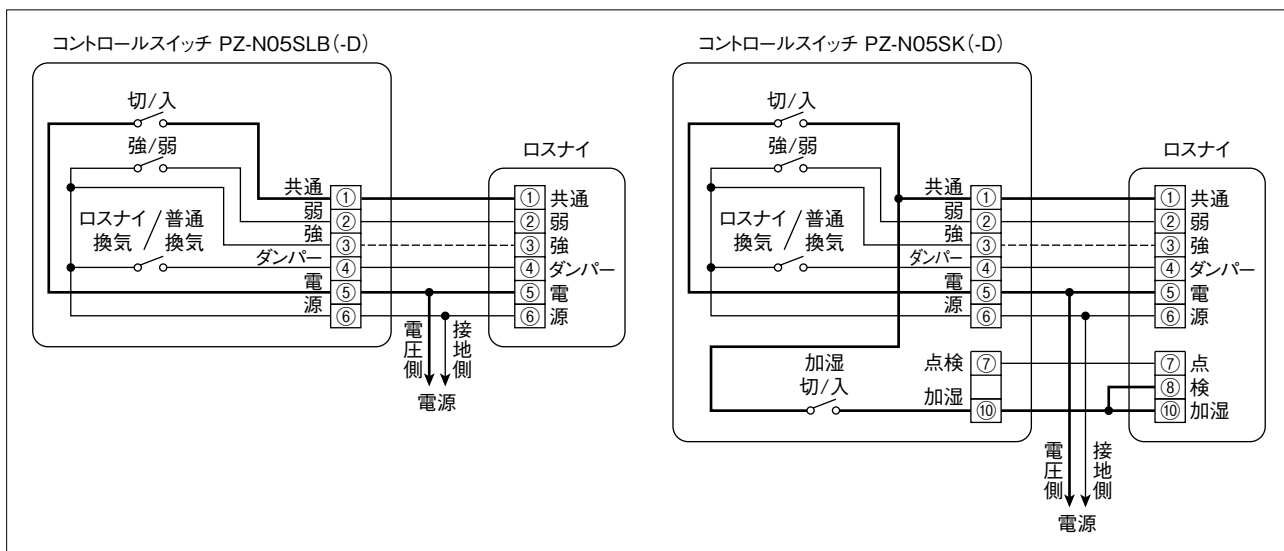 コントロールスイッチ PZ-N05SLB(-D)
切/入
強/弱
ロスナイ
換気
/
普通
換気
共通
弱
強
ダンパー
電
源
①
②
③
④
⑤
⑥
ロスナイ
①共通
②弱
③強
④ダンパー
⑤電
⑥源
電圧側
接地側
電源
コントロールスイッチ PZ-N05SK(-D)
切/入
強/弱
ロスナイ
換気
/
普通
換気
共通
弱
強
ダンパー
電
源
①
②
③
④
⑤
⑥
加湿
切/入
点検
⑦
加湿
⑩
ロスナイ
①共通
②弱
③強
④ダンパー
⑤電
⑥源
⑦点
⑧検
⑩加湿
電圧側
接地側
電源